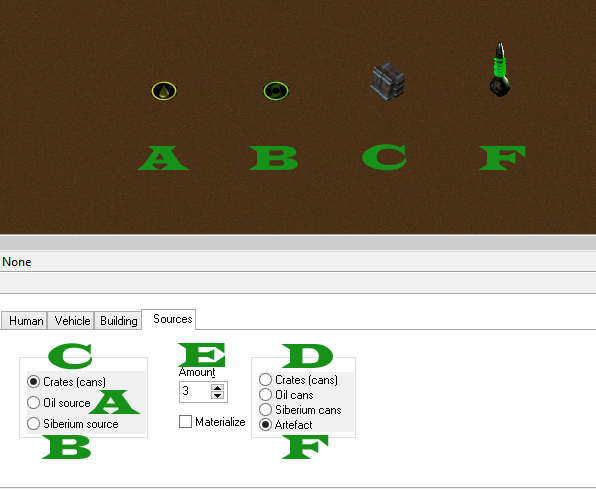 A B C F
None
Human Vehicle Building Sources
C E D
Amount
Crates (cans) 3 Crates (cans)
Oil source A Oil cans
Siberium source Materialize Siberium cans
Artefact
B F